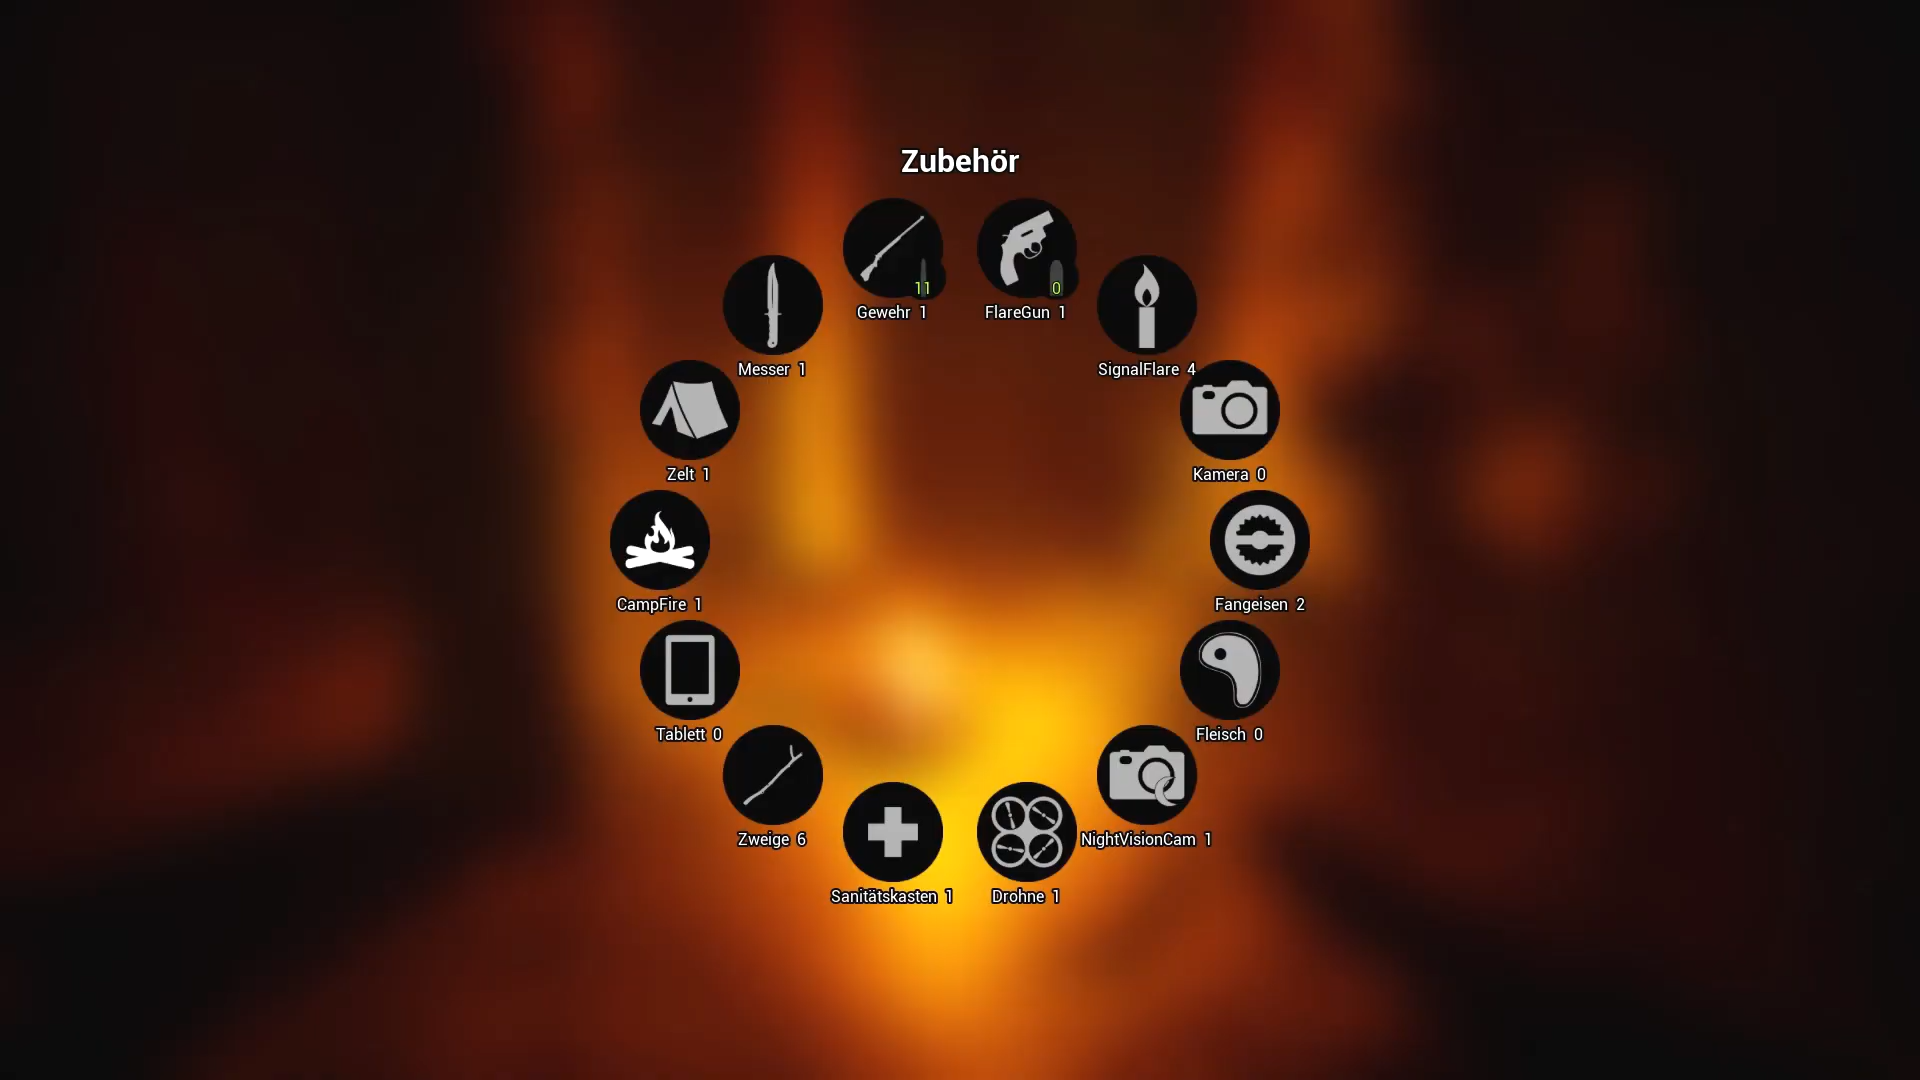 Zubehör
11
0
Gewehr 1
FlareGun 1
Messer 1
SignalFlare 4
Zelt 1
Kamera 0
CampFire 1
Fangeisen 2
Tablett 0
Fleisch 0
Zweige 6
NightVisionCam 1
Sanitätskasten 1
Drohne 1